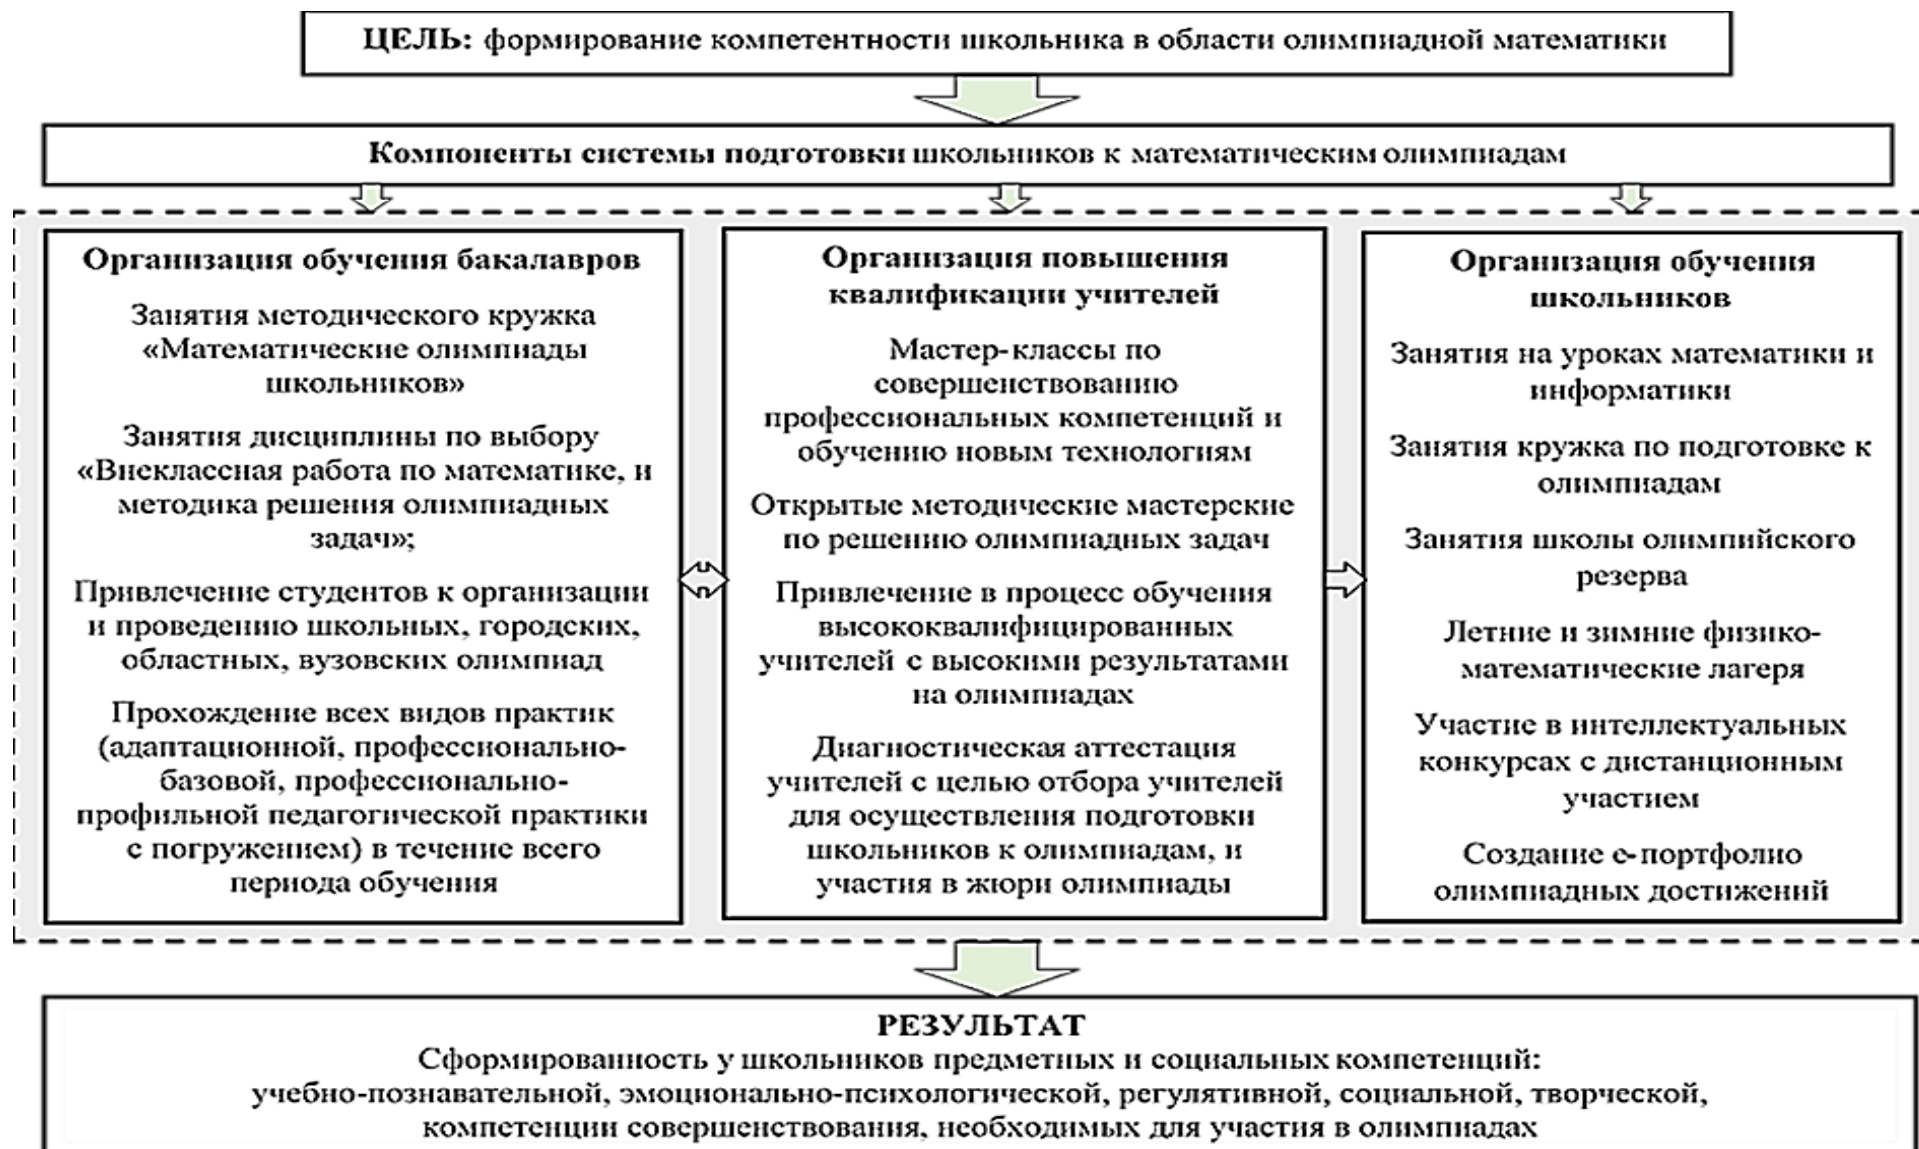 ЦЕЛЬ: формирование компетентности школьника в области олимпиадной математики
Компоненты системы подготовки школьников к математическим олимпиадам
Организация обучения бакалавров
Занятия методического кружка
«Математические олимпиады
школьников»
Занятия дисциплины по выбору
«Внеклассная работа по математике, и
методика решения олимпиадных
задач»;
Привлечение студентов к организации
и проведению школьных, городских,
областных, вузовских олимпиад
Прохождение всех видов практик
(адаптационной, профессионально-
базовой, профессионально-
профильной педагогической практики
с погружением) в течение всего
периода обучения
Организация повышения
квалификации учителей
Мастер-классы по
совершенствованию
профессиональных компетенций и
обучению новым технологиям
Открытые методические мастерские
по решению олимпиадных задач
Привлечение в процесс обучения
высококвалифицированных
учителей с высокими результатами
на олимпиадах
Диагностическая аттестация
учителей с целью отбора учителей
для осуществления подготовки
школьников к олимпиадам, и
участия в жюри олимпиады
Организация обучения
школьников
Занятия на уроках математики и
информатики
Занятия кружка по подготовке к
олимпиадам
Занятия школы олимпийского
резерва
Летние и зимние физико-
математические лагеря
Участие в интеллектуальных
конкурсах с дистанционным
участием
Создание е-портфолио
олимпиадных достижений
РЕЗУЛЬТАТ
Сформированность у школьников предметных и социальных компетенций:
учебно-познавательной, эмоционально-психологической, регулятивной, социальной, творческой,
компетенции совершенствования, необходимых для участия в олимпиадах